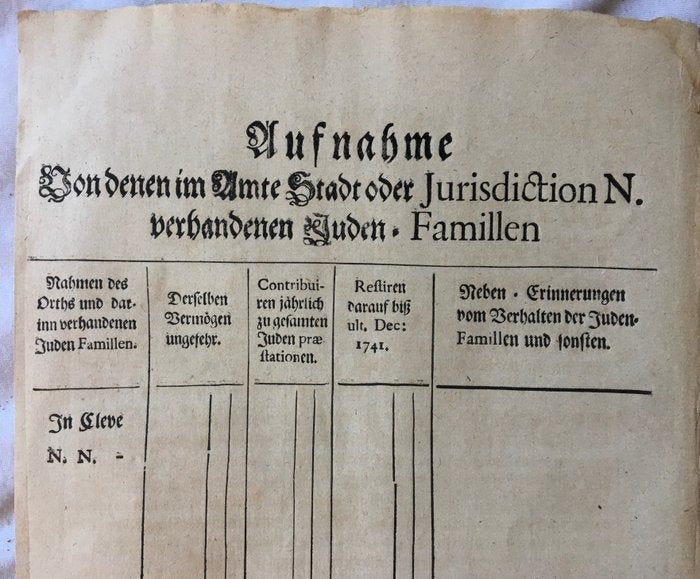 Aufnahme
Von denen im Amte Stadt oder Jurisdiction N.
verhandenen Juden - Famillen
Nahmen des
Orths und dar-
inn verhandenen
Juden Famillen.
Derselben
Vermögen
ungefehr.
Contribui-
ren jährlich
zu gesamten
Juden præ-
stationen.
Restiren
darauf biß
ult. Dec:
1741.
Neben - Erinnerungen
vom Verhalten der Juden-
Famillen und sonsten.
In Cleve
N. N. -